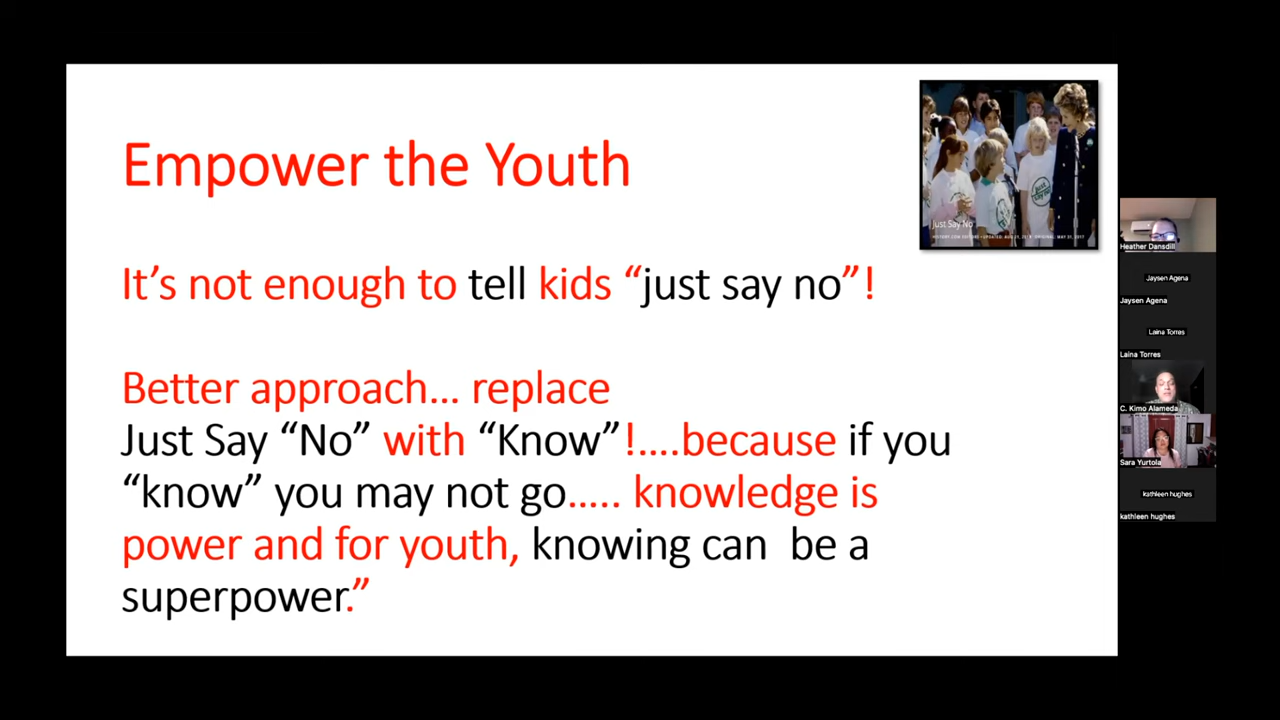 Empower the Youth
It’s not enough to tell kids “just say no”!
Better approach... replace
Just Say “No” with “Know”!....because if you
“know” you may not go..... knowledge is
power and for youth, knowing can  be a
superpower.”
Just Say No
Heather Dansdill
Jaysen Agena
Jaysen Agena
Laina Torres
Laina Torres
C. Kimo Alameda
Sara Yurtola
kathleen hughes
kathleen hughes